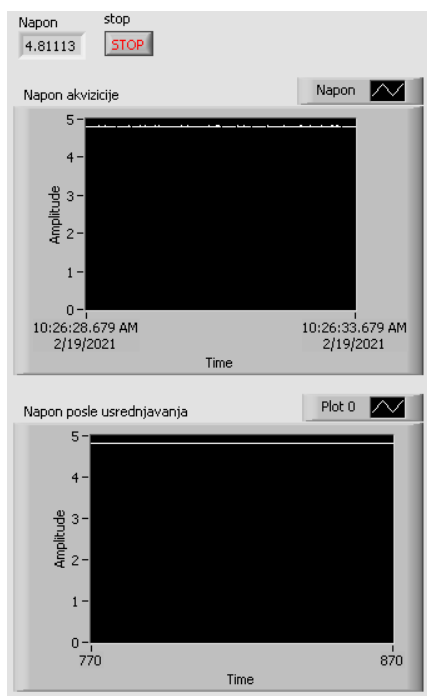 Napon
stop
4.81113
STOP
Napon akvizicije
Napon
5
4
3
2
1
0
Amplitude
10:26:28.679 AM
2/19/2021
10:26:33.679 AM
2/19/2021
Time
Napon posle usrednjavanja
Plot 0
5
4
3
2
1
0
Amplitude
770
870
Time